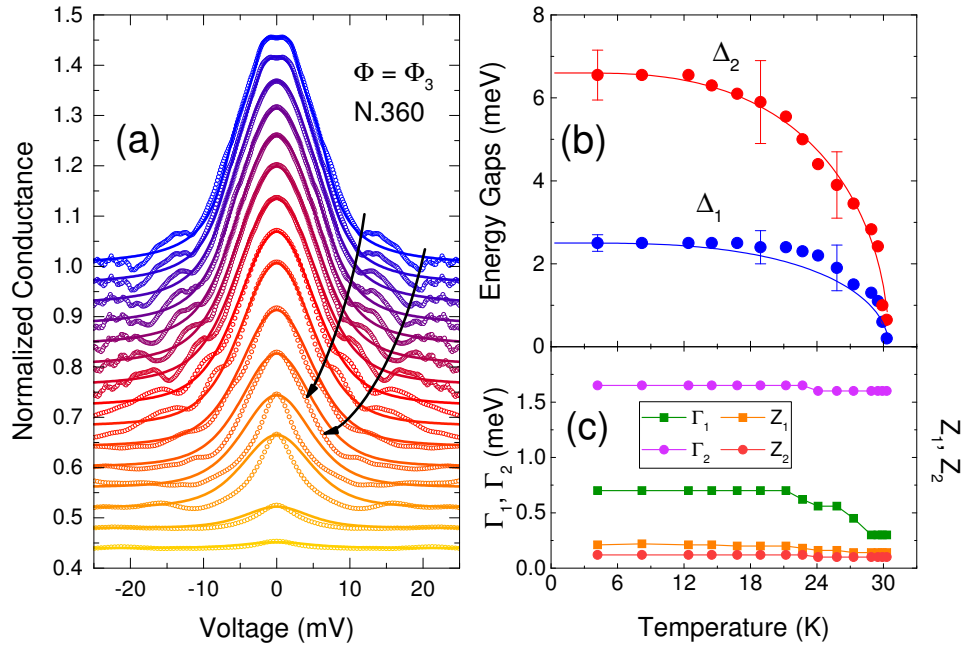 1.5
1.4
1.3
1.2
1.1
1.0
0.9
0.8
0.7
0.6
0.5
0.4
Normalized Conductance
(a)
Φ = Φ3
N.360
-20 -10 0 10 20
Voltage (mV)
8
6
4
2
0
Energy Gaps (meV)
Δ2
(b)
Δ1
1.5
1.0
0.5
0.0
Γ1, Γ2 (meV)
Γ1 Z1
Γ2 Z2
(c)
Z1, Z2
0 6 12 18 24 30
Temperature (K)